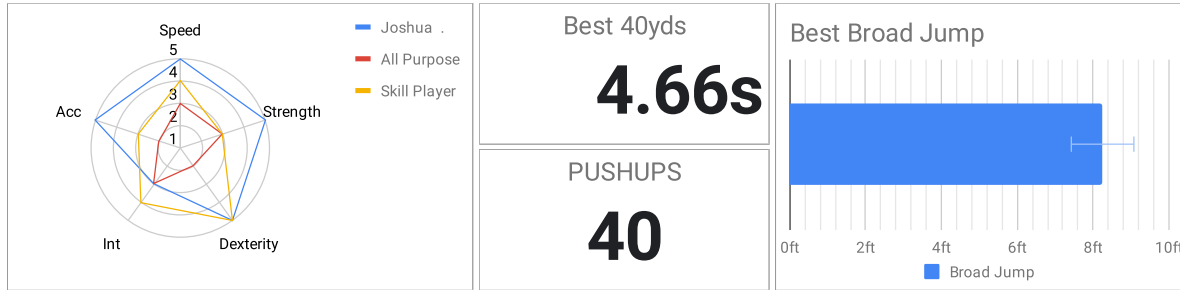 Speed
5
4
3
2
1
Acc
Strength
Int
Dexterity
Joshua .
All Purpose
Skill Player
Best 40yds
4.66s
PUSHUPS
40
Best Broad Jump
0ft 2ft 4ft 6ft 8ft 10ft
Broad Jump